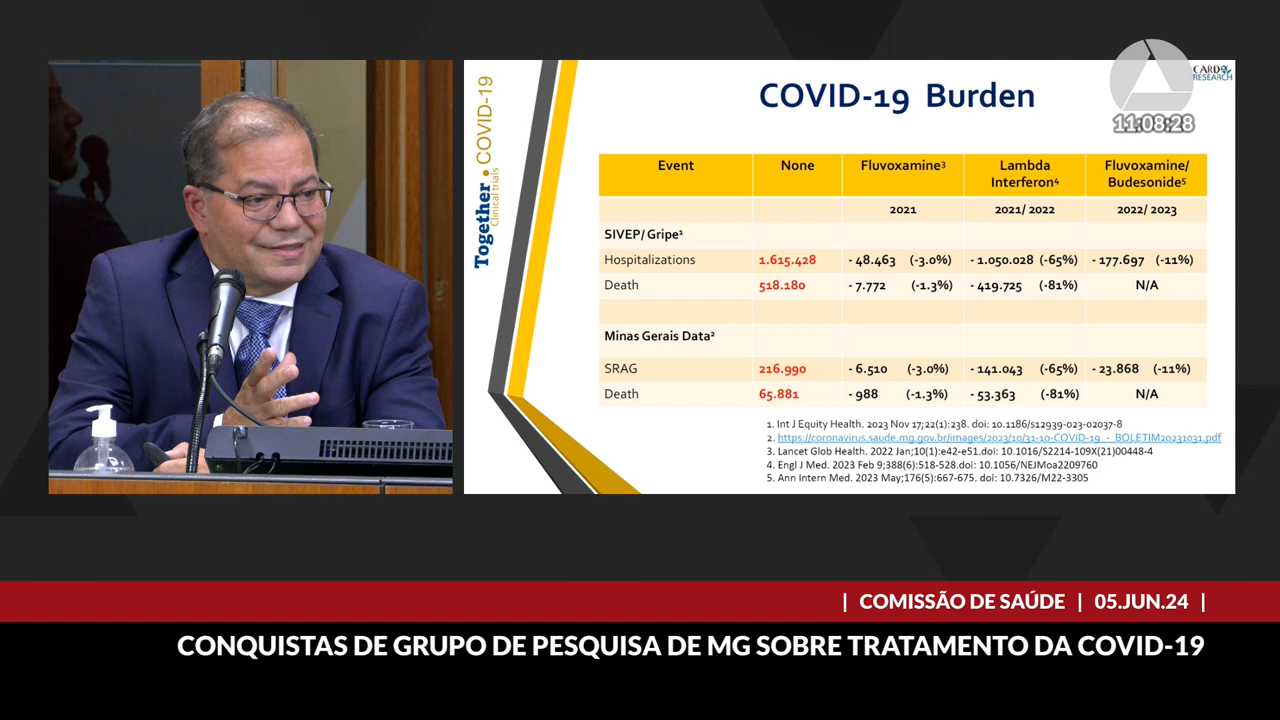 CARDYZ
RESEARCH
11:08:28
Together • COVID-19
Clinical trials
COVID-19 Burden
Event None Fluvoxamine³ Lambda Interferon⁴ Fluvoxamine/ Budesonide⁵
2021 2021/ 2022 2022/ 2023
SIVEP/ Gripe¹
Hospitalizations 1.615.428 - 48.463 (-3.0%) - 1.050.028 (-65%) - 177.697 (-11%)
Death 518.180 - 7.772 (-1.3%) - 419.725 (-81%) N/A
Minas Gerais Data²
SRAG 216.990 - 6.510 (-3.0%) - 141.043 (-65%) - 23.868 (-11%)
Death 65.881 - 988 (-1.3%) - 53.363 (-81%) N/A
1. Int J Equity Health. 2023 Nov 17;22(1):238. doi: 10.1186/s12939-023-02037-8
2. https://coronavirus.saude.mg.gov.br/images/2023/10/31-10-COVID-19_-_BOLETIM20231031.pdf
3. Lancet Glob Health. 2022 Jan;10(1):e42-e51.doi: 10.1016/S2214-109X(21)00448-4
4. Engl J Med. 2023 Feb 9;388(6):518-528.doi: 10.1056/NEJMoa2209760
5. Ann Intern Med. 2023 May;176(5):667-675. doi: 10.7326/M22-3305
| COMISSÃO DE SAÚDE | 05.JUN.24 |
CONQUISTAS DE GRUPO DE PESQUISA DE MG SOBRE TRATAMENTO DA COVID-19